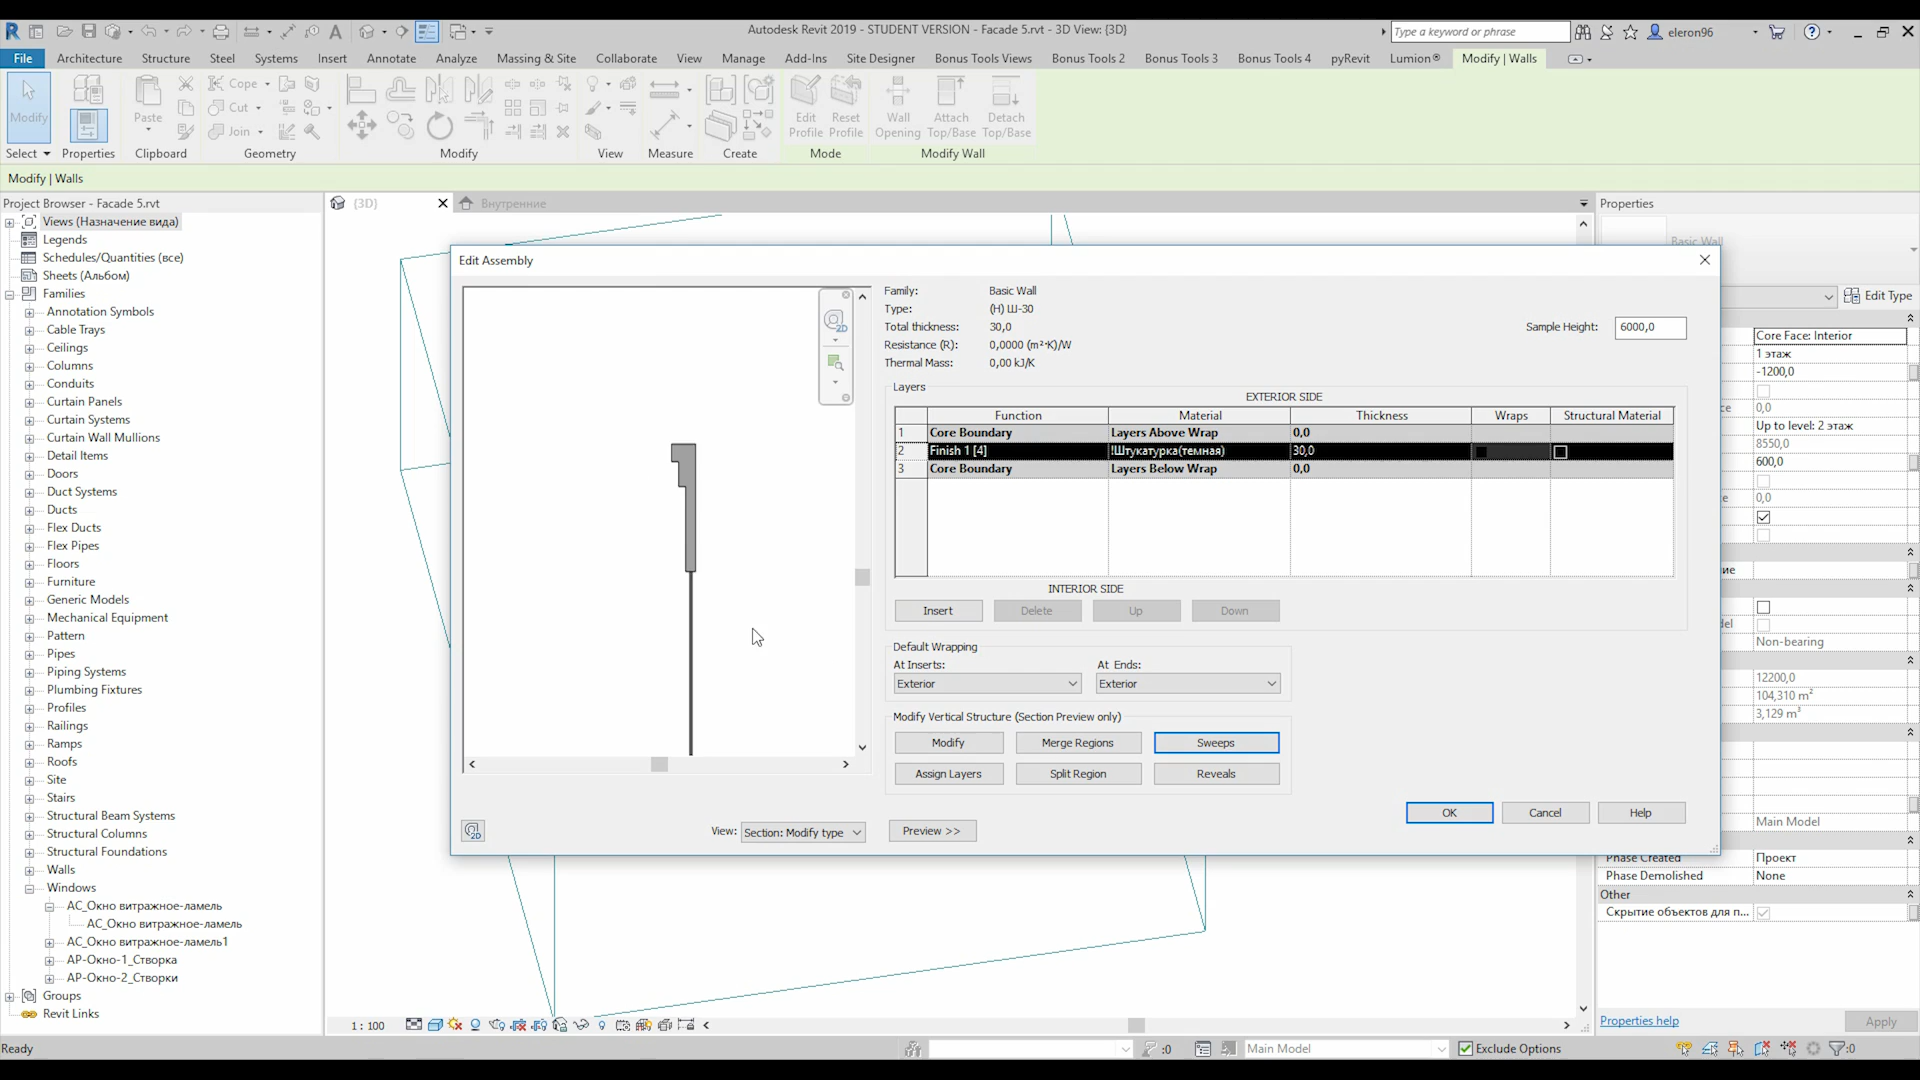 Autodesk Revit 2019 - STUDENT VERSION - Facade 5.rvt - 3D View: {3D}
Type a keyword or phrase
eleron96
File
Architecture
Structure
Steel
Systems
Insert
Annotate
Analyze
Massing & Site
Collaborate
View
Manage
Add-Ins
Site Designer
Bonus Tools Views
Bonus Tools 2
Bonus Tools 3
Bonus Tools 4
pyRevit
Lumion®
Modify | Walls
Modify
Paste
Cope
Cut
Join
Edit Profile
Reset Profile
Wall Opening
Attach Top/Base
Detach Top/Base
Select
Properties
Clipboard
Geometry
Modify
View
Measure
Create
Mode
Modify Wall
Modify | Walls
Project Browser - Facade 5.rvt
Views (Назначение вида)
Legends
Schedules/Quantities (все)
Sheets (Альбом)
Families
Annotation Symbols
Cable Trays
Ceilings
Columns
Conduits
Curtain Panels
Curtain Systems
Curtain Wall Mullions
Detail Items
Doors
Duct Systems
Ducts
Flex Ducts
Flex Pipes
Floors
Furniture
Generic Models
Mechanical Equipment
Pattern
Pipes
Piping Systems
Plumbing Fixtures
Profiles
Railings
Ramps
Roofs
Site
Stairs
Structural Beam Systems
Structural Columns
Structural Foundations
Walls
Windows
АС_Окно витражное-ламель
АС_Окно витражное-ламель
АС_Окно витражное-ламель1
АР-Окно-1_Створка
АР-Окно-2_Створки
Groups
Revit Links
{3D}
Внутренние
Edit Assembly
Family: Basic Wall
Type: (Н) Ш-30
Total thickness: 30,0
Resistance (R): 0,0000 (m²·K)/W
Thermal Mass: 0,00 kJ/K
Sample Height: 6000,0
Layers
EXTERIOR SIDE
Function Material Thickness Wraps Structural Material
1 Core Boundary Layers Above Wrap 0,0
2 Finish 1 [4] !Штукатурка(темная) 30,0
3 Core Boundary Layers Below Wrap 0,0
INTERIOR SIDE
Insert Delete Up Down
Default Wrapping
At Inserts: At Ends:
Exterior Exterior
Modify Vertical Structure (Section Preview only)
Modify Merge Regions Sweeps
Assign Layers Split Region Reveals
OK Cancel Help
View: Section: Modify type Preview >>
Properties
Basic Wall
Edit Type
Core Face: Interior
1 этаж
-1200,0
0,0
Up to level: 2 этаж
8550,0
600,0
0,0
Non-bearing
12200,0
104,310 m²
3,129 m³
Main Model
Phase Created Проект
Phase Demolished None
Other
Скрытие объектов для п...
Properties help
Apply
1 : 100
Ready
:0
Main Model
Exclude Options
:0